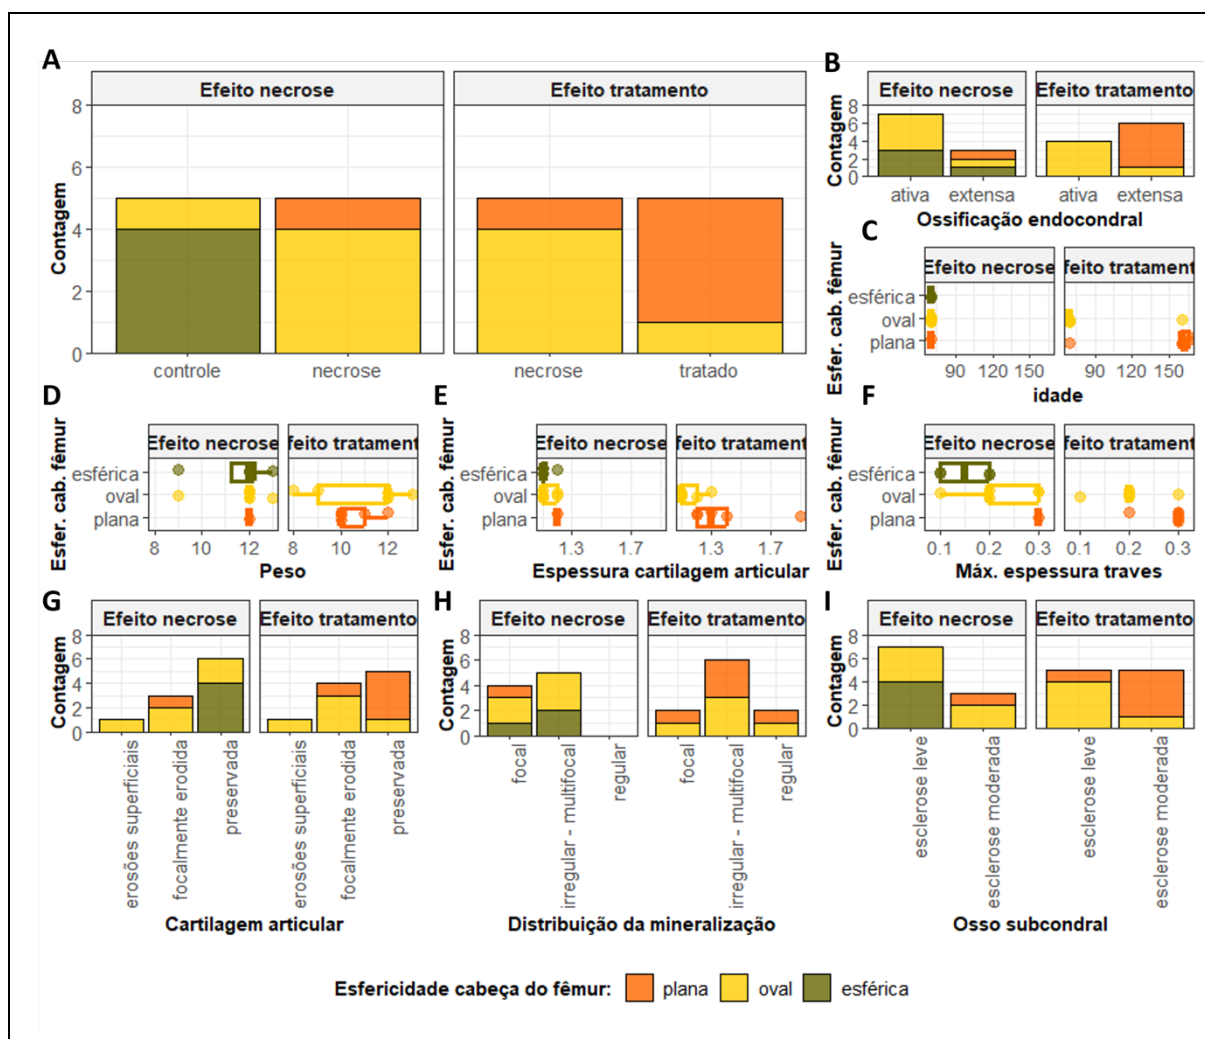 A
Efeito necrose
Efeito tratamento
Contagem
8
6
4
2
0
controle
necrose
necrose
tratado
B
Efeito necrose
Efeito tratamento
Contagem
8
6
4
2
0
ativa
extensa
ativa
extensa
Ossificação endocondral
C
Efeito necrose
feito tratament
Esfer. cab. fêmur
esférica
oval
plana
90
120
150
90
120
150
idade
D
Efeito necrose
feito tratament
Esfer. cab. fêmur
esférica
oval
plana
8
10
12
8
10
12
Peso
E
Efeito necrose
feito tratament
Esfer. cab. fêmur
1.3
1.7
1.3
1.7
Espessura cartilagem articular
F
Efeito necrose
feito tratament
Esfer. cab. fêmur
esférica
oval
plana
0.1
0.2
0.3
0.1
0.2
0.3
Máx. espessura traves
G
Efeito necrose
Efeito tratamento
Contagem
8
6
4
2
0
erosões superficiais
focalmente erodida
preservada
erosões superficiais
focalmente erodida
preservada
Cartilagem articular
H
Efeito necrose
Efeito tratamento
Contagem
8
6
4
2
0
focal
irregular - multifocal
regular
focal
irregular - multifocal
regular
Distribuição da mineralização
I
Efeito necrose
Efeito tratamento
Contagem
8
6
4
2
0
esclerose leve
esclerose moderada
esclerose leve
esclerose moderada
Osso subcondral
Esfericidade cabeça do fêmur: plana oval esférica